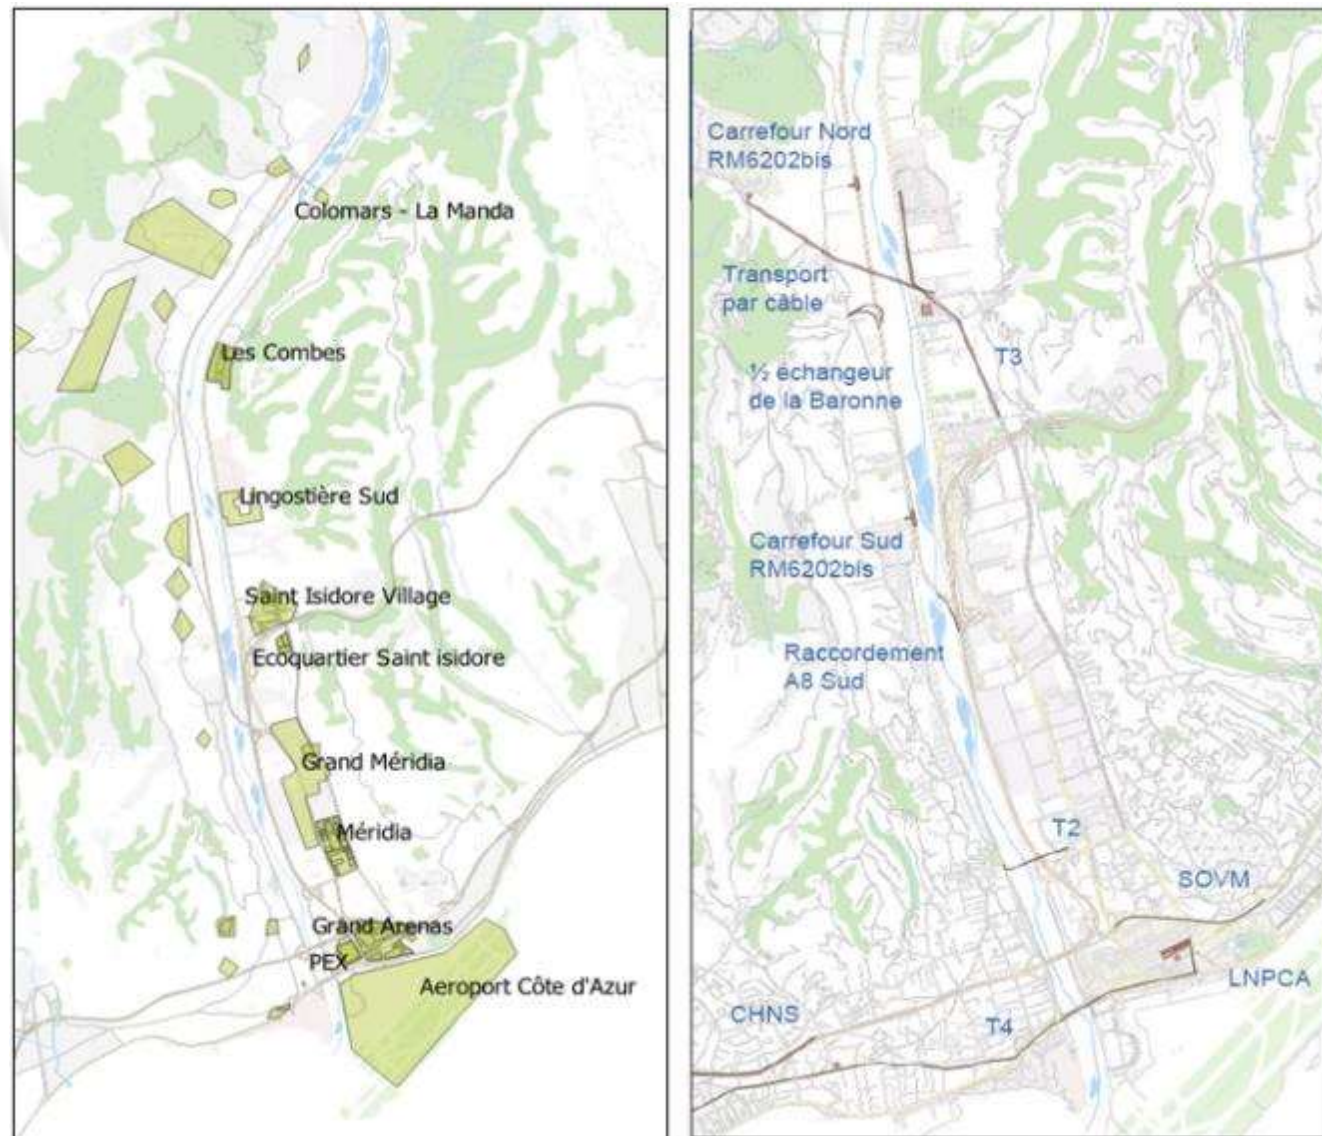 Colomars - La Manda
Les Combes
Lingostière Sud
Saint Isidore Village
Ecoquartier Saint isidore
Grand Méridia
Méridia
Grand Arenas
PEX
Aeroport Côte d'Azur
Carrefour Nord
RM6202bis
Transport
par câble
T3
½ échangeur
de la Baronne
Carrefour Sud
RM6202bis
Raccordement
A8 Sud
T2
SOVM
LNPCA
CHNS
T4